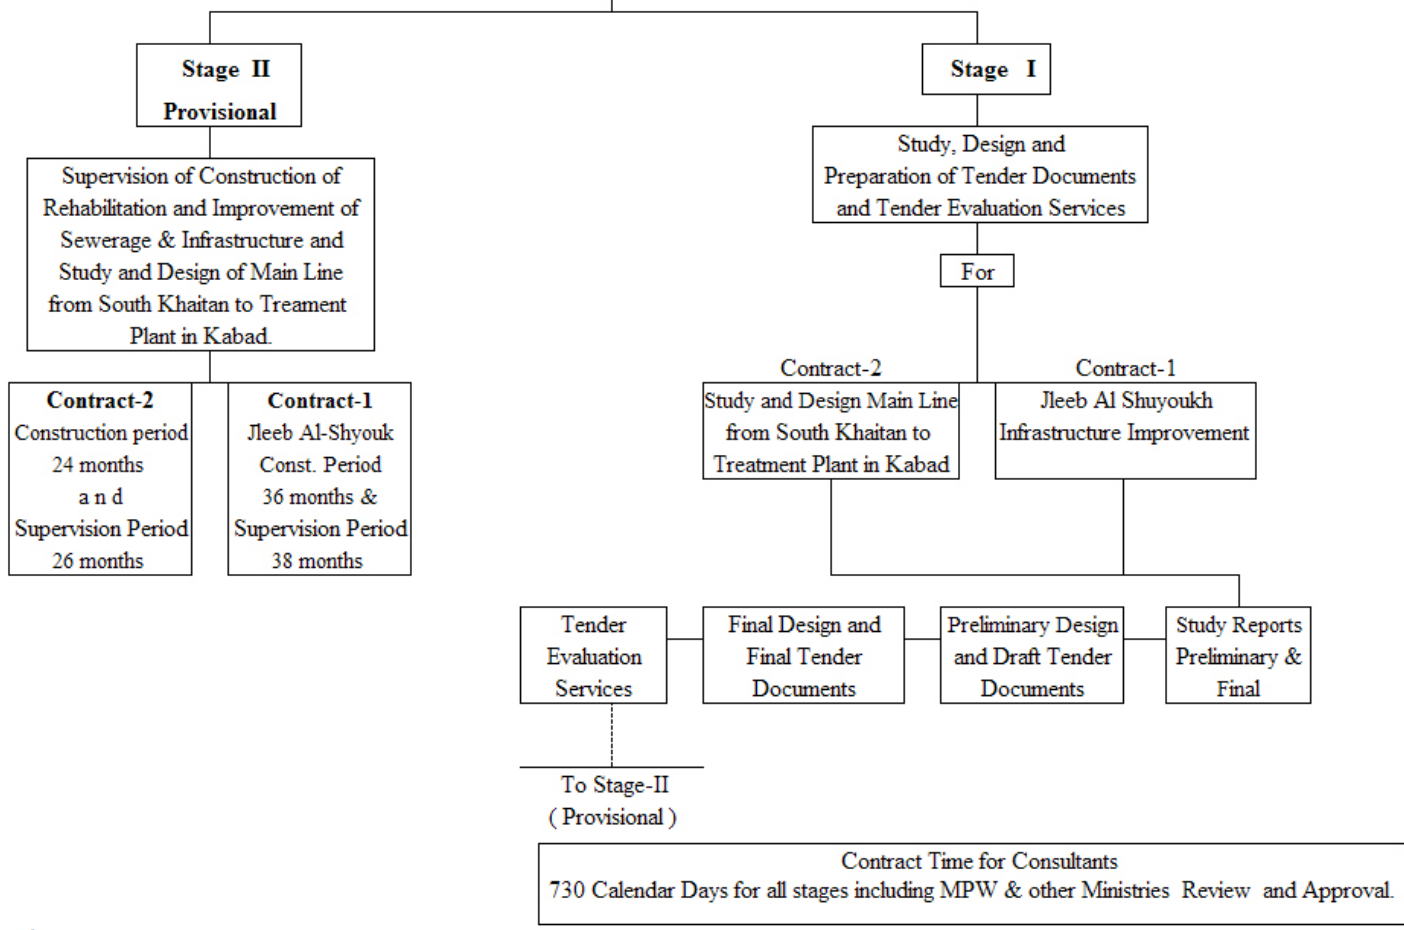 Stage II
Provisional
Supervision of Construction of
Rehabilitation and Improvement of
Sewerage & Infrastructure and
Study and Design of Main Line
from South Khaitan to Treament
Plant in Kabad.
Contract-2
Construction period
24 months
a n d
Supervision Period
26 months
Contract-1
Jleeb Al-Shyouk
Const. Period
36 months &
Supervision Period
38 months
Stage I
Study, Design and
Preparation of Tender Documents
and Tender Evaluation Services
For
Contract-2
Study and Design Main Line
from South Khaitan to
Treatment Plant in Kabad
Contract-1
Jleeb Al Shuyoukh
Infrastructure Improvement
Tender
Evaluation
Services
Final Design and
Final Tender
Documents
Preliminary Design
and Draft Tender
Documents
Study Reports
Preliminary &
Final
To Stage-II
( Provisional )
Contract Time for Consultants
730 Calendar Days for all stages including MPW & other Ministries Review and Approval.